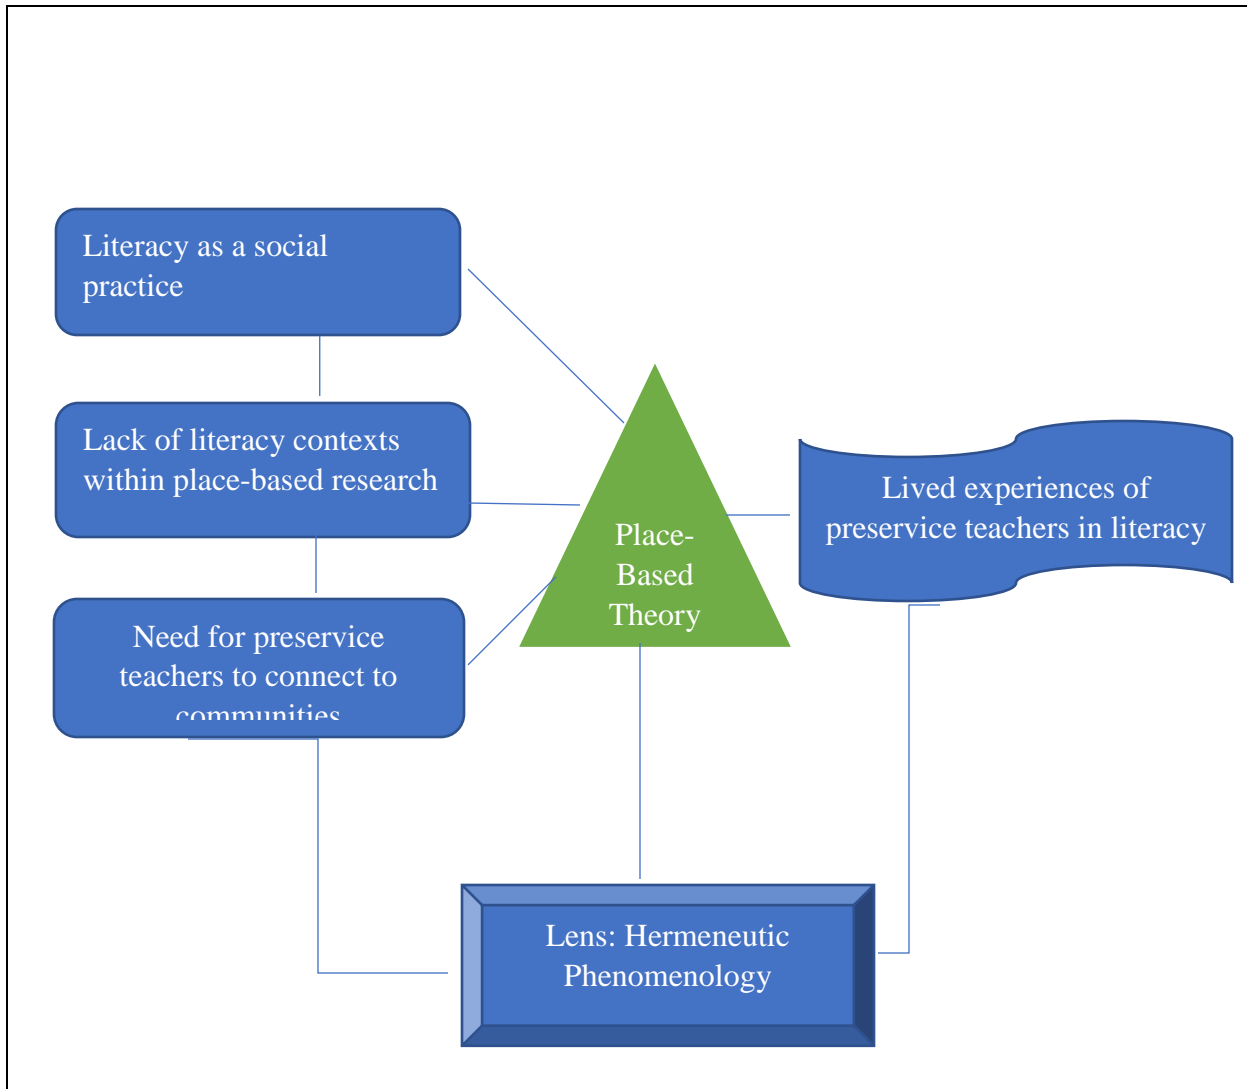 Literacy as a social
practice
Lack of literacy contexts
within place-based research
Need for preservice
teachers to connect to
communities
Place-
Based
Theory
Lived experiences of
preservice teachers in literacy
Lens: Hermeneutic
Phenomenology